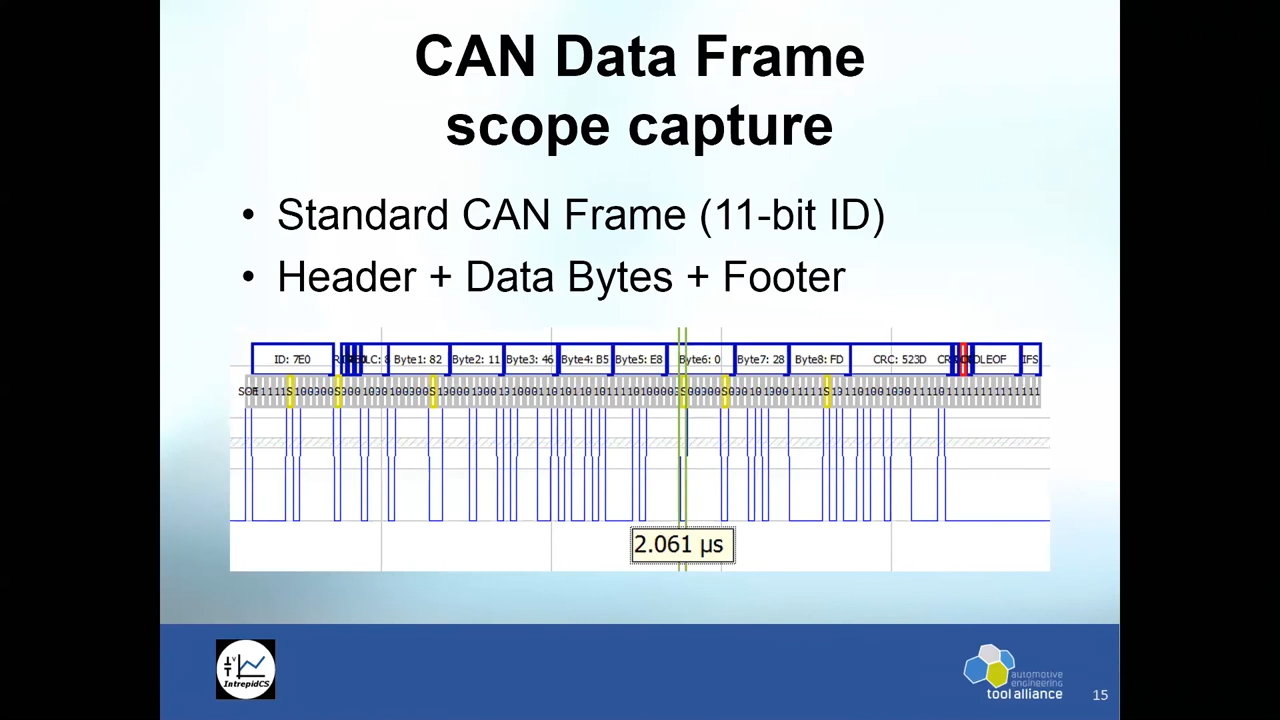 CAN Data Frame
scope capture
• Standard CAN Frame (11-bit ID)
• Header + Data Bytes + Footer
ID: 7E0 Byte1: 82 Byte2: 11 Byte3: 46 Byte4: B5 Byte5: E8 Byte6: 0 Byte7: 28 Byte8: FD CRC: 523D IFS
2.061 µs
IntrepidCS
automotive
engineering
tool alliance
15